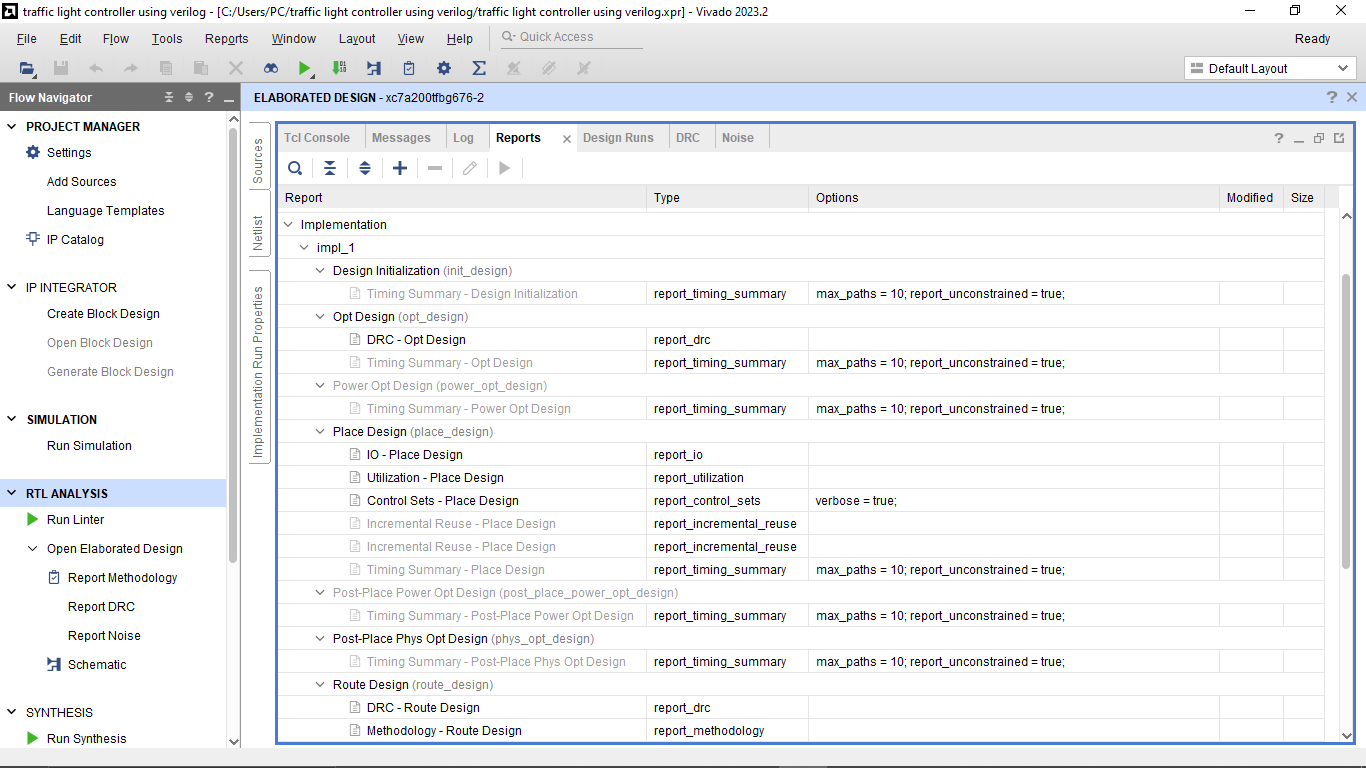 traffic light controller using verilog - [C:/Users/PC/traffic light controller using verilog/traffic light controller using verilog.xpr] - Vivado 2023.2
File Edit Flow Tools Reports Window Layout View Help Quick Access Ready
Default Layout
Flow Navigator
ELABORATED DESIGN - xc7a200tfbg676-2
PROJECT MANAGER
Settings
Add Sources
Language Templates
IP Catalog
IP INTEGRATOR
Create Block Design
Open Block Design
Generate Block Design
SIMULATION
Run Simulation
RTL ANALYSIS
Run Linter
Open Elaborated Design
Report Methodology
Report DRC
Report Noise
Schematic
SYNTHESIS
Run Synthesis
Sources
Netlist
Implementation Run Properties
Tcl Console Messages Log Reports Design Runs DRC Noise
Report Type Options Modified Size
Implementation
impl_1
Design Initialization (init_design)
Timing Summary - Design Initialization report_timing_summary max_paths = 10; report_unconstrained = true;
Opt Design (opt_design)
DRC - Opt Design report_drc
Timing Summary - Opt Design report_timing_summary max_paths = 10; report_unconstrained = true;
Power Opt Design (power_opt_design)
Timing Summary - Power Opt Design report_timing_summary max_paths = 10; report_unconstrained = true;
Place Design (place_design)
IO - Place Design report_io
Utilization - Place Design report_utilization
Control Sets - Place Design report_control_sets verbose = true;
Incremental Reuse - Place Design report_incremental_reuse
Incremental Reuse - Place Design report_incremental_reuse
Timing Summary - Place Design report_timing_summary max_paths = 10; report_unconstrained = true;
Post-Place Power Opt Design (post_place_power_opt_design)
Timing Summary - Post-Place Power Opt Design report_timing_summary max_paths = 10; report_unconstrained = true;
Post-Place Phys Opt Design (phys_opt_design)
Timing Summary - Post-Place Phys Opt Design report_timing_summary max_paths = 10; report_unconstrained = true;
Route Design (route_design)
DRC - Route Design report_drc
Methodology - Route Design report_methodology